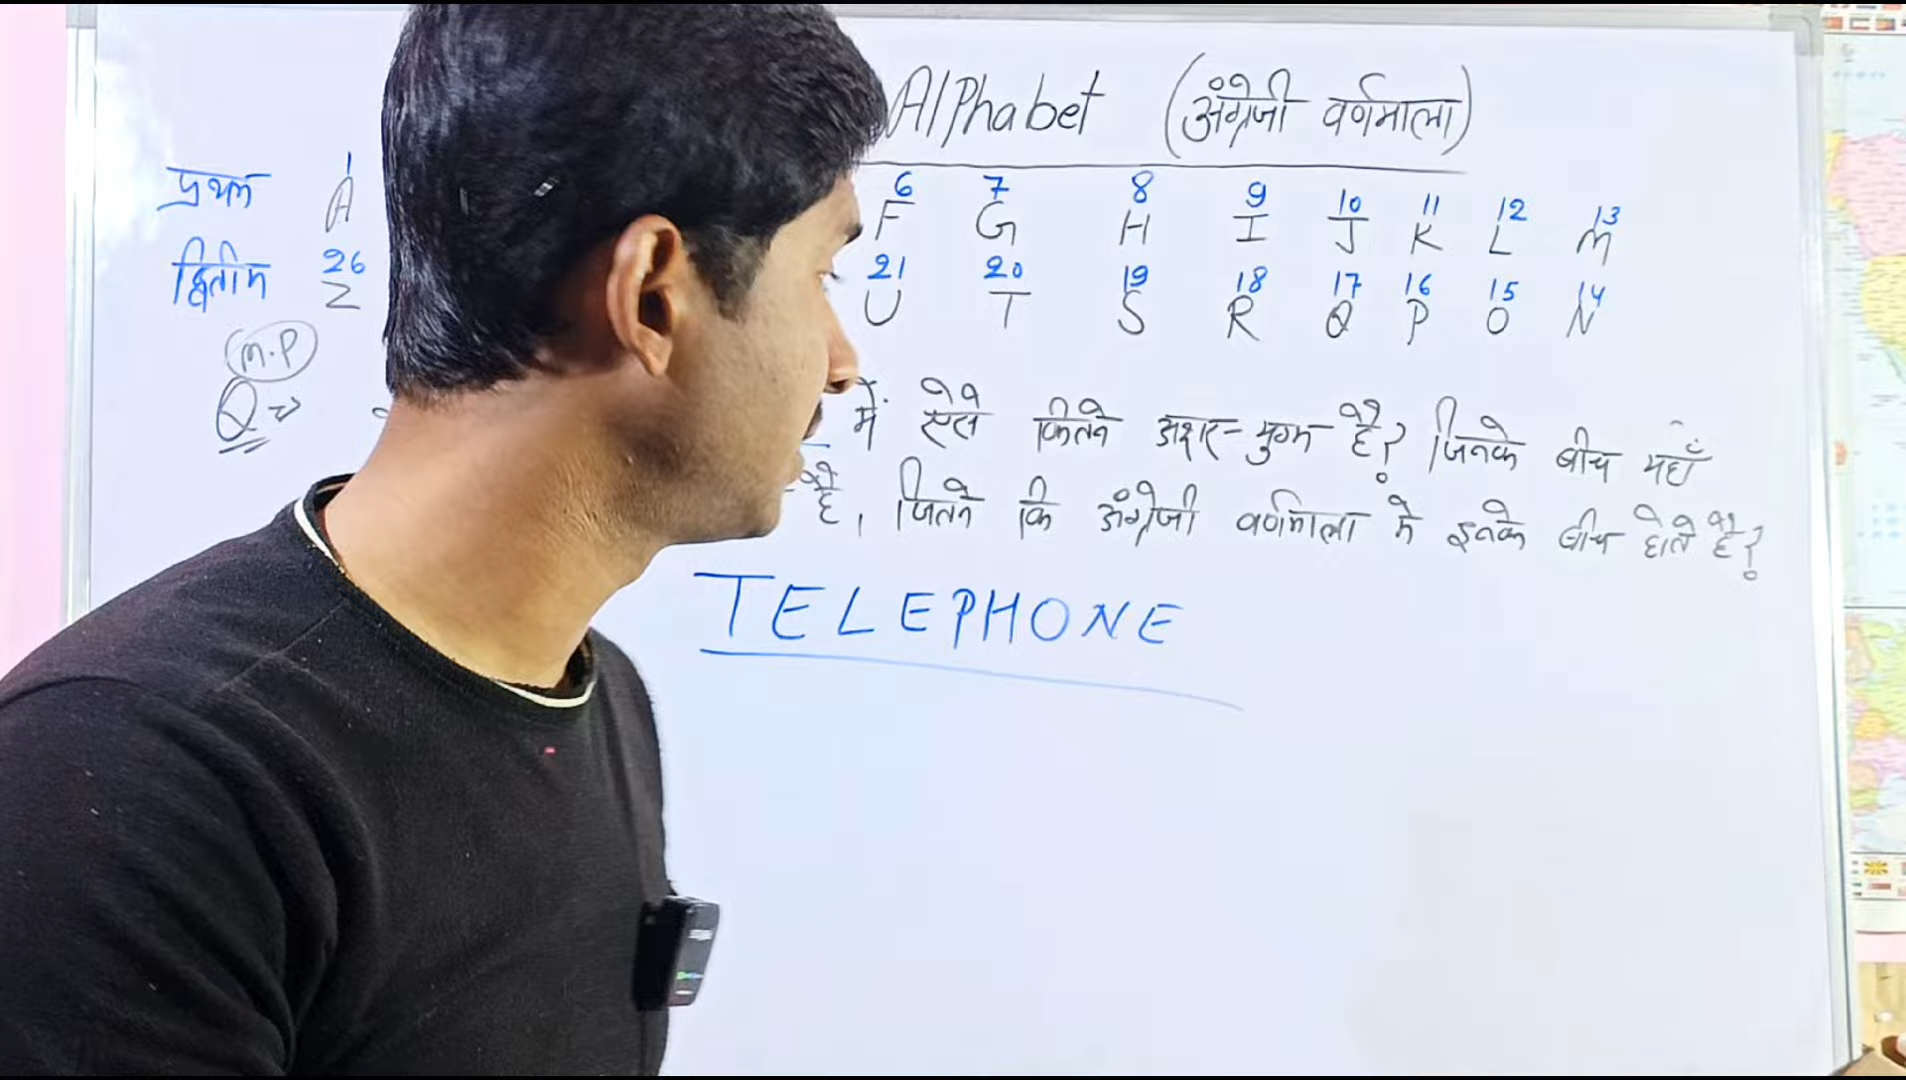 Alphabet (अंग्रेजी वर्णमाला)
1 6 7 8 9 10 11 12 13
प्रथम A F G H I J K L M
26 21 20 19 18 17 16 15 14
द्वितीय Z U T S R Q P O N
M.P
Q⇒ में ऐसे कितने अक्षर-युग्म है? जिनके बीच यहाँ
है, जितने कि अंग्रेजी वर्णमाला मे इनके बीच होते है?
TELEPHONE